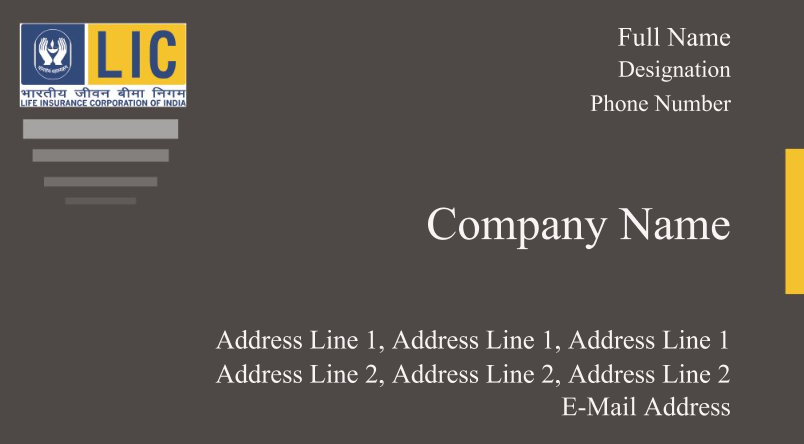 LIC
भारतीय जीवन बीमा निगम
LIFE INSURANCE CORPORATION OF INDIA
Full Name
Designation
Phone Number
Company Name
Address Line 1, Address Line 1, Address Line 1
Address Line 2, Address Line 2, Address Line 2
E-Mail Address